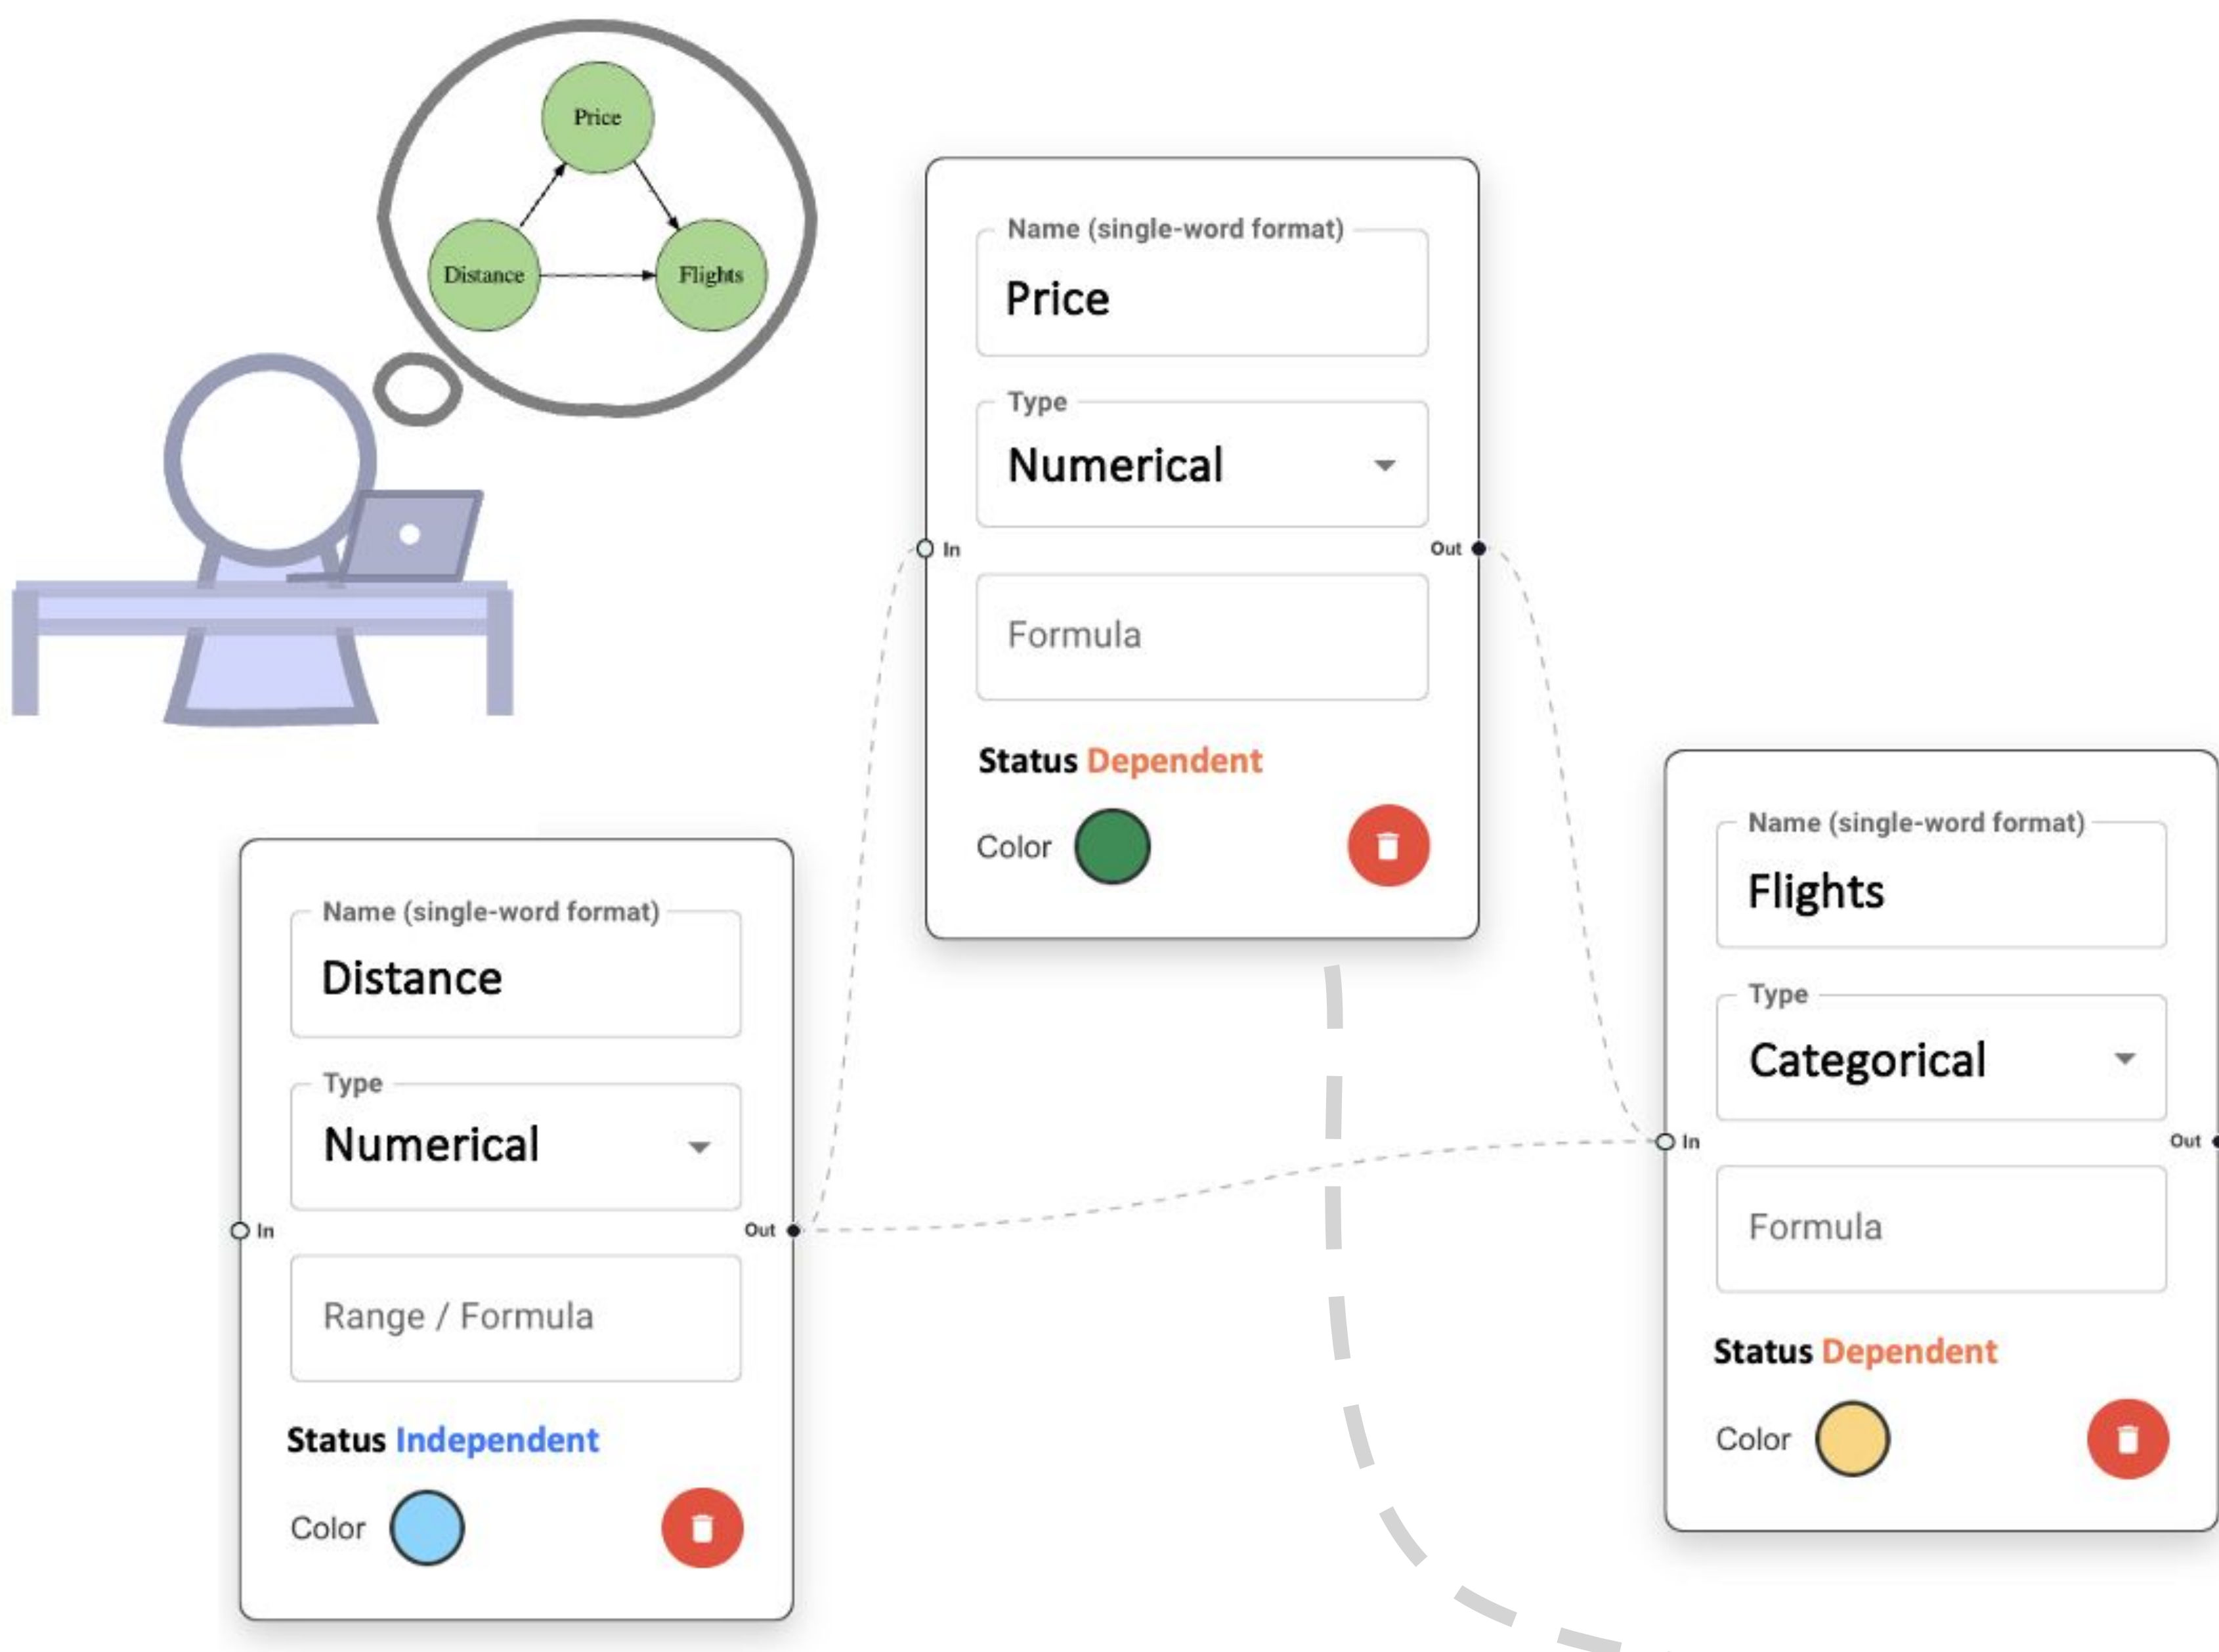 Price
Distance
Flights
Name (single-word format)
Price
Type
Numerical
In
Out
Formula
Status Dependent
Color
Name (single-word format)
Distance
Type
Numerical
In
Out
Range / Formula
Status Independent
Color
Name (single-word format)
Flights
Type
Categorical
In
Out
Formula
Status Dependent
Color